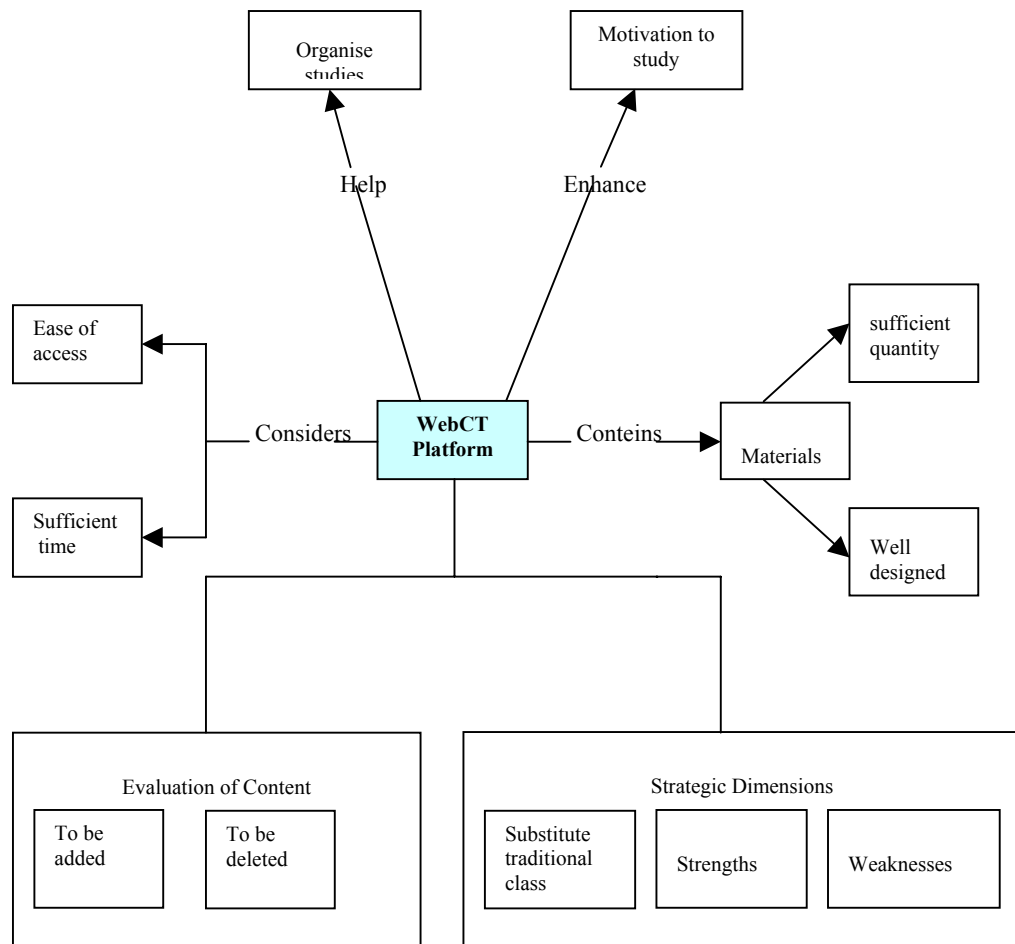 Organise
studies
Motivation to
study
Help
Enhance
Ease of
access
sufficient
quantity
Considers
WebCT
Platform
Conteins
Materials
Sufficient
time
Well
designed
Evaluation of Content
To be
added
To be
deleted
Strategic Dimensions
Substitute
traditional
class
Strengths
Weaknesses